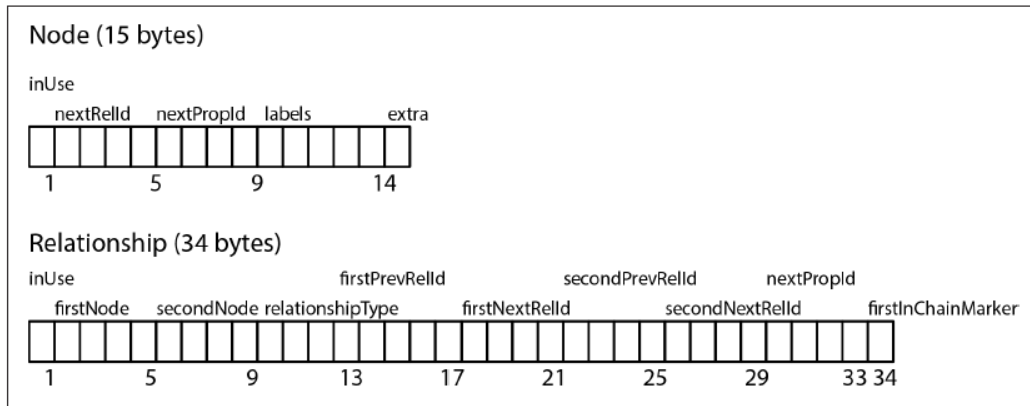 Node (15 bytes)
inUse
nextRelId nextPropId labels extra
1 5 9 14
Relationship (34 bytes)
inUse firstPrevRelId secondPrevRelId nextPropId
firstNode secondNode relationshipType firstNextRelId secondNextRelId firstInChainMarker
1 5 9 13 17 21 25 29 33 34